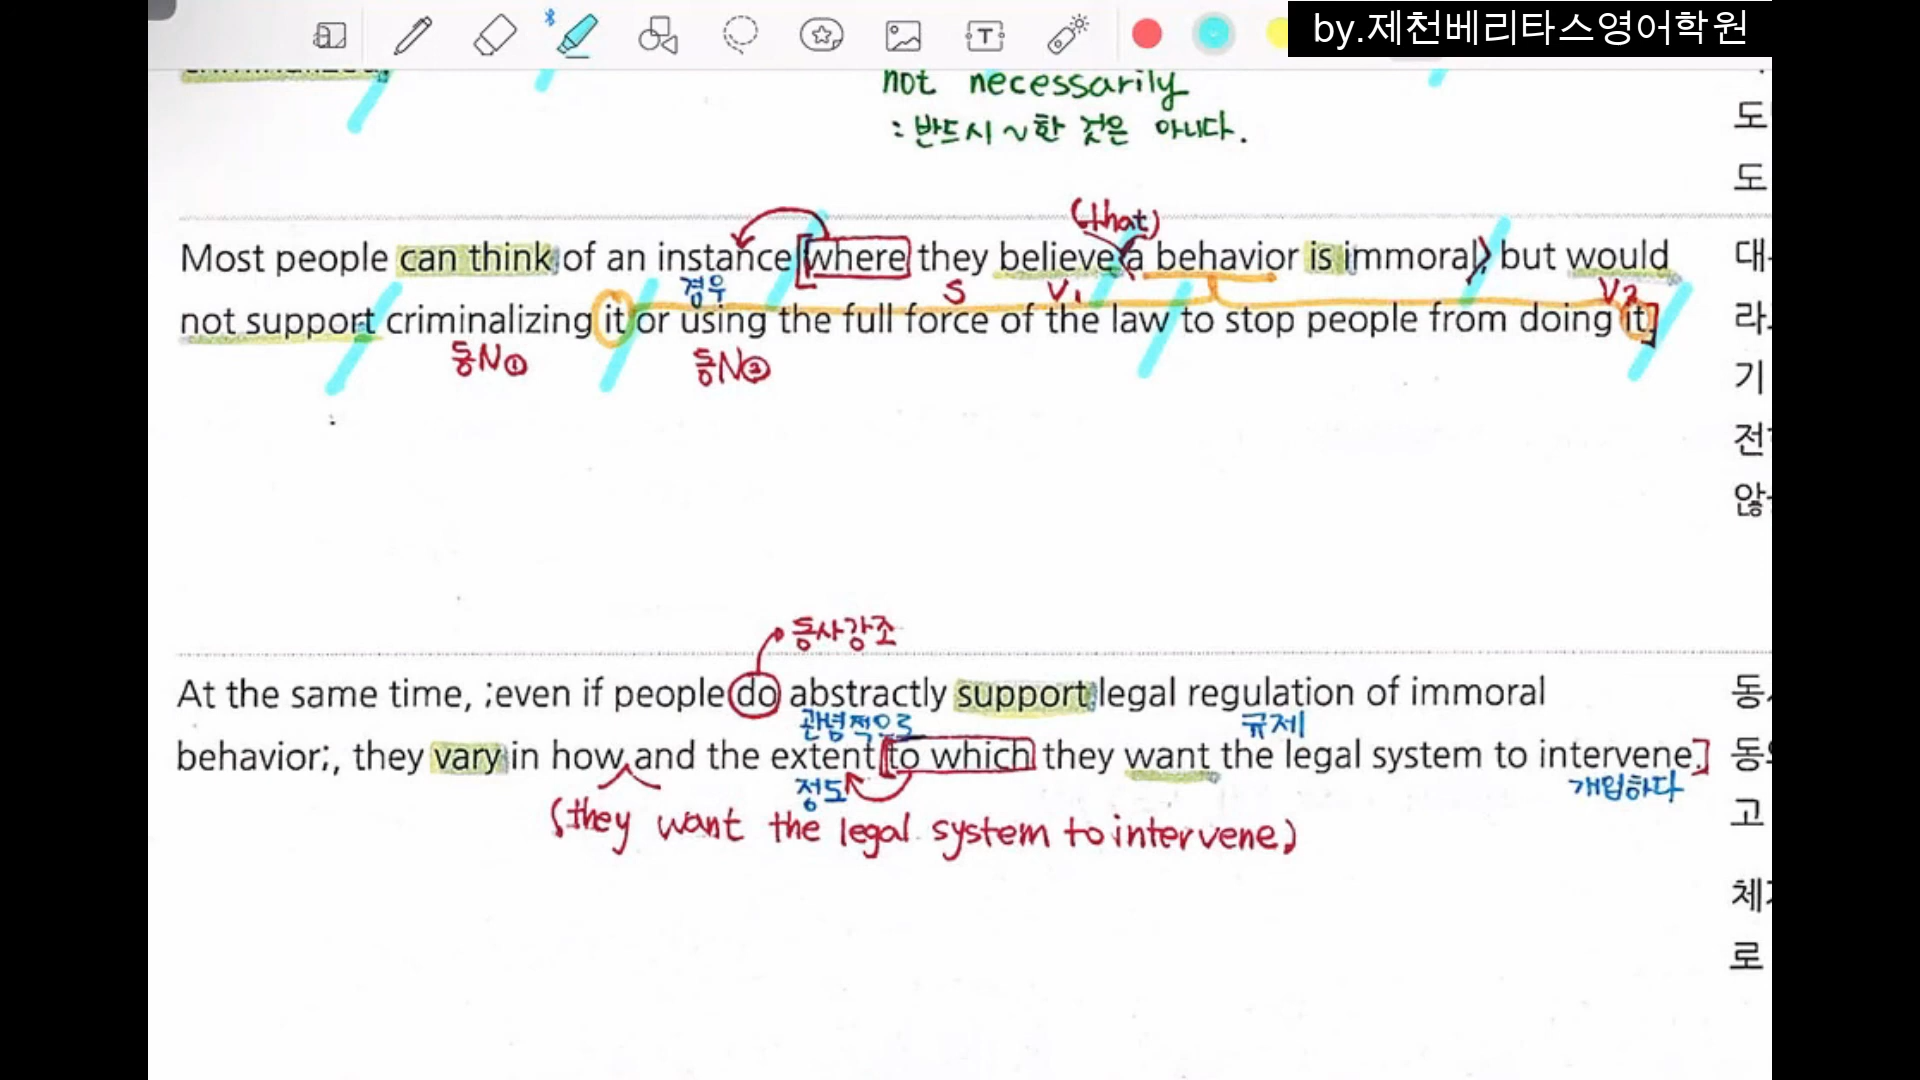 by.제천베리타스영어학원
criminalized.
not necessarily
: 반드시 ~한 것은 아니다.
도
도
(that)
Most people can think of an instance [where they believe <a behavior is immoral> but would
대
경우 S V₁ V₂
not support criminalizing it or using the full force of the law to stop people from doing it.]
라
동N① 동N②
기
전
않
동사강조
At the same time, ;even if people do abstractly support legal regulation of immoral
동
관념적으로 규제
behavior;, they vary in how and the extent [to which they want the legal system to intervene.]
동
정도 개입하다
(they want the legal system to intervene)
고
체
로